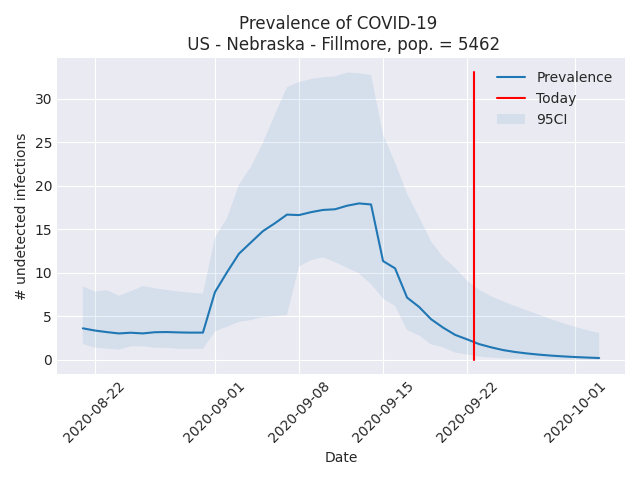 Prevalence of COVID-19
US - Nebraska - Fillmore, pop. = 5462
Prevalence
Today
95CI
# undetected infections
30
25
20
15
10
5
0
2020-08-22
2020-09-01
2020-09-08
2020-09-15
2020-09-22
2020-10-01
Date